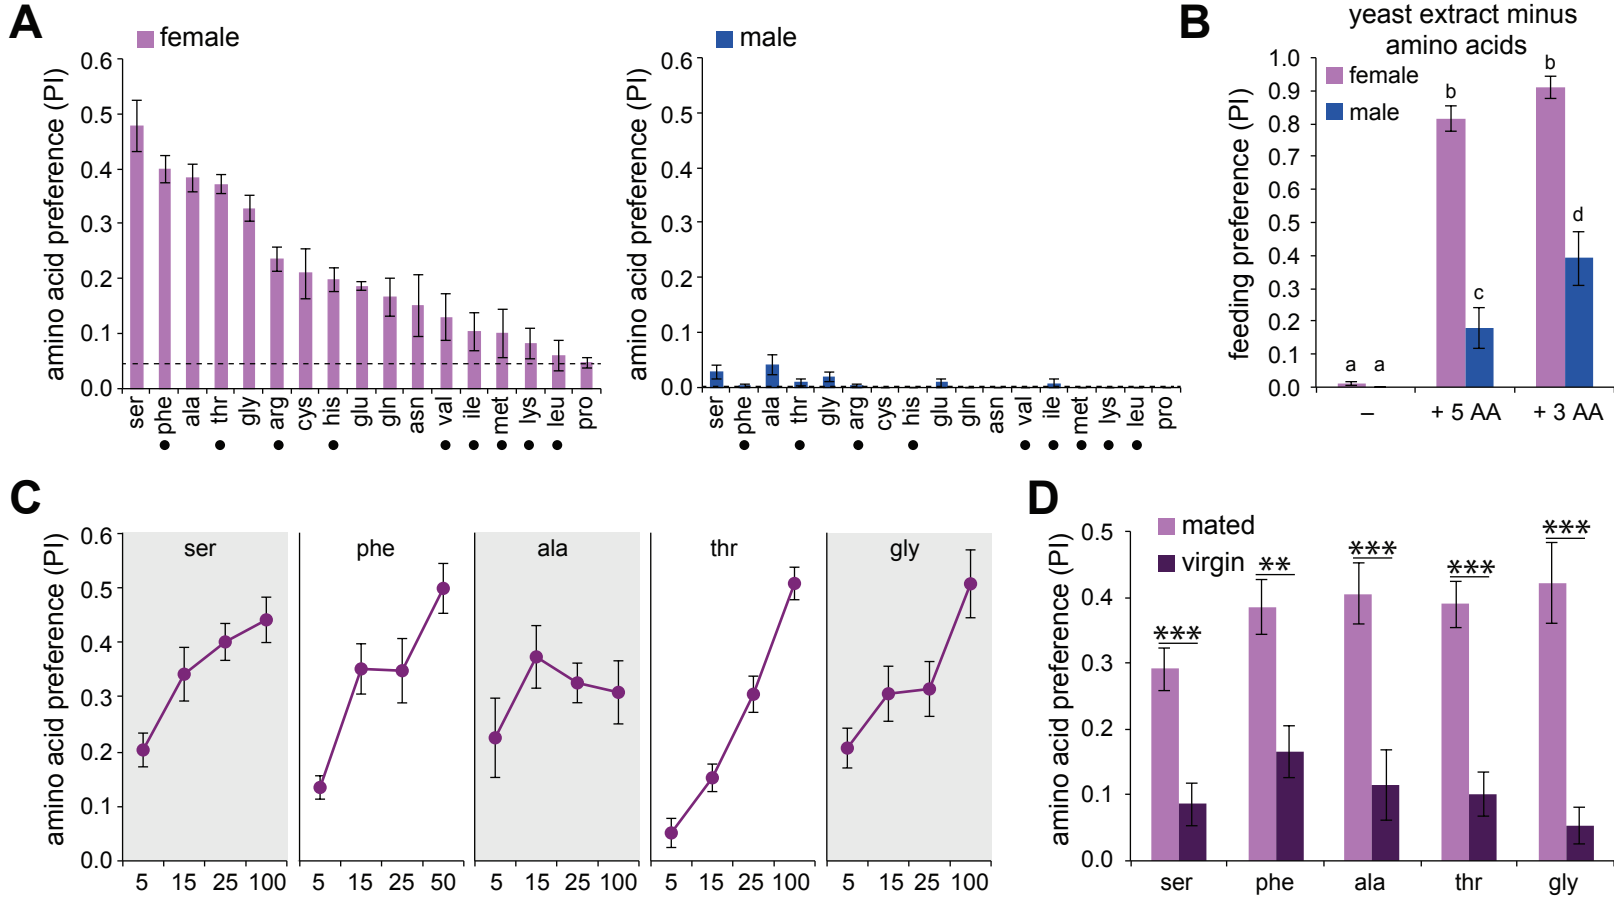 A
female
amino acid preference (PI)
0.6
0.5
0.4
0.3
0.2
0.1
0.0
ser phe ala thr gly arg cys his glu gln asn val ile met lys leu pro
male
amino acid preference (PI)
0.6
0.5
0.4
0.3
0.2
0.1
0.0
ser phe ala thr gly arg cys his glu gln asn val ile met lys leu pro
B
yeast extract minus
amino acids
female
male
feeding preference (PI)
1.0
0.9
0.8
0.7
0.6
0.5
0.4
0.3
0.2
0.1
0.0
a a b c b d
– + 5 AA + 3 AA
C
amino acid preference (PI)
0.6
0.5
0.4
0.3
0.2
0.1
0.0
ser phe ala thr gly
5 15 25 100 5 15 25 50 5 15 25 100 5 15 25 100 5 15 25 100
D
mated
virgin
amino acid preference (PI)
0.5
0.4
0.3
0.2
0.1
0.0
*** ** *** *** ***
ser phe ala thr gly